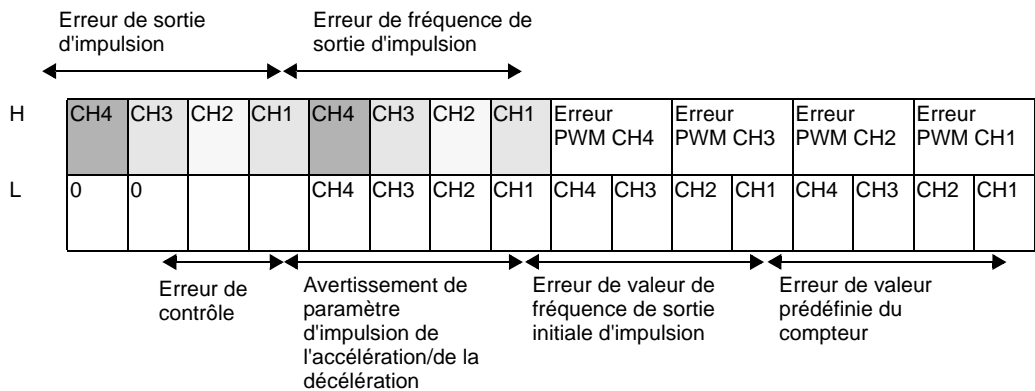 Erreur de sortie
d'impulsion
Erreur de fréquence de
sortie d'impulsion
H CH4 CH3 CH2 CH1 CH4 CH3 CH2 CH1 Erreur PWM CH4 Erreur PWM CH3 Erreur PWM CH2 Erreur PWM CH1
L 0 0 CH4 CH3 CH2 CH1 CH4 CH3 CH2 CH1 CH4 CH3 CH2 CH1
Erreur de
contrôle
Avertissement de
paramètre
d'impulsion de
l'accélération/de la
décélération
Erreur de valeur de
fréquence de sortie
initiale d'impulsion
Erreur de valeur
prédéfinie du
compteur